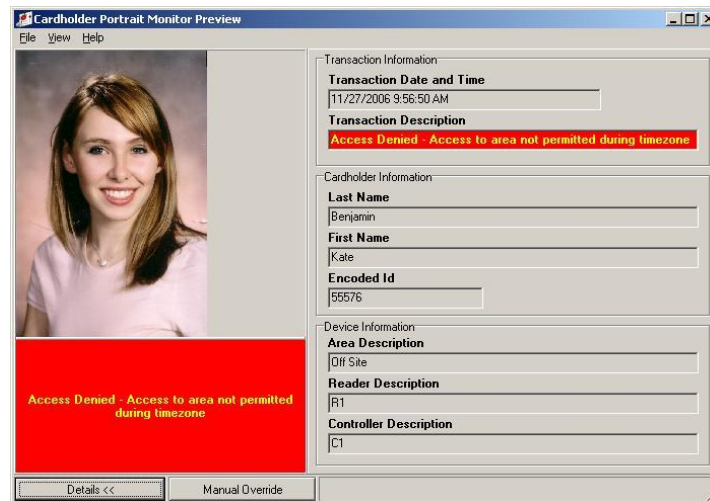 Cardholder Portrait Monitor Preview
File View Help
Transaction Information
Transaction Date and Time
11/27/2006 9:56:50 AM
Transaction Description
Access Denied - Access to area not permitted during timezone
Cardholder Information
Last Name
Benjamin
First Name
Kate
Encoded Id
55576
Device Information
Area Description
Off Site
Reader Description
R1
Controller Description
C1
Access Denied - Access to area not permitted
during timezone
Details <<
Manual Override